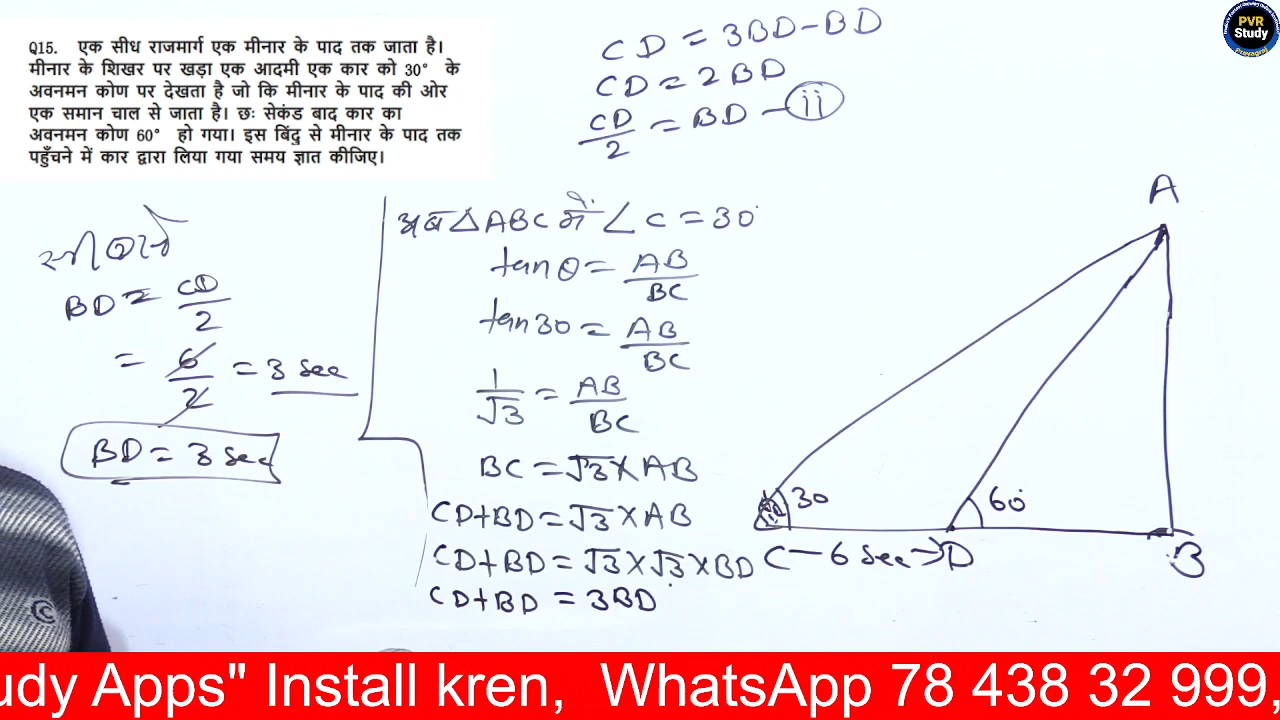 Q15. एक सीध राजमार्ग एक मीनार के पाद तक जाता है।
मीनार के शिखर पर खड़ा एक आदमी एक कार को 30° के
अवनमन कोण पर देखता है जो कि मीनार के पाद की ओर
एक समान चाल से जाता है। छः सेकंड बाद कार का
अवनमन कोण 60° हो गया। इस बिंदु से मीनार के पाद तक
पहुँचने में कार द्वारा लिया गया समय ज्ञात कीजिए।
CD = 3BD-BD
CD = 2BD
CD/2 = BD - ii
PVR
Study
Prayagraj
BD = CD/2
= 6/2 = 3 sec
BD = 3 sec
अब △ABC में ∠C = 30°
tan θ = AB/BC
tan 30 = AB/BC
1/√3 = AB/BC
BC = √3 × AB
CD+BD = √3 × AB
CD+BD = √3 × √3 × BD
CD+BD = 3BD
A
30
60°
C - 6 sec → D
B
udy Apps" Install kren, WhatsApp 78 438 32 999,